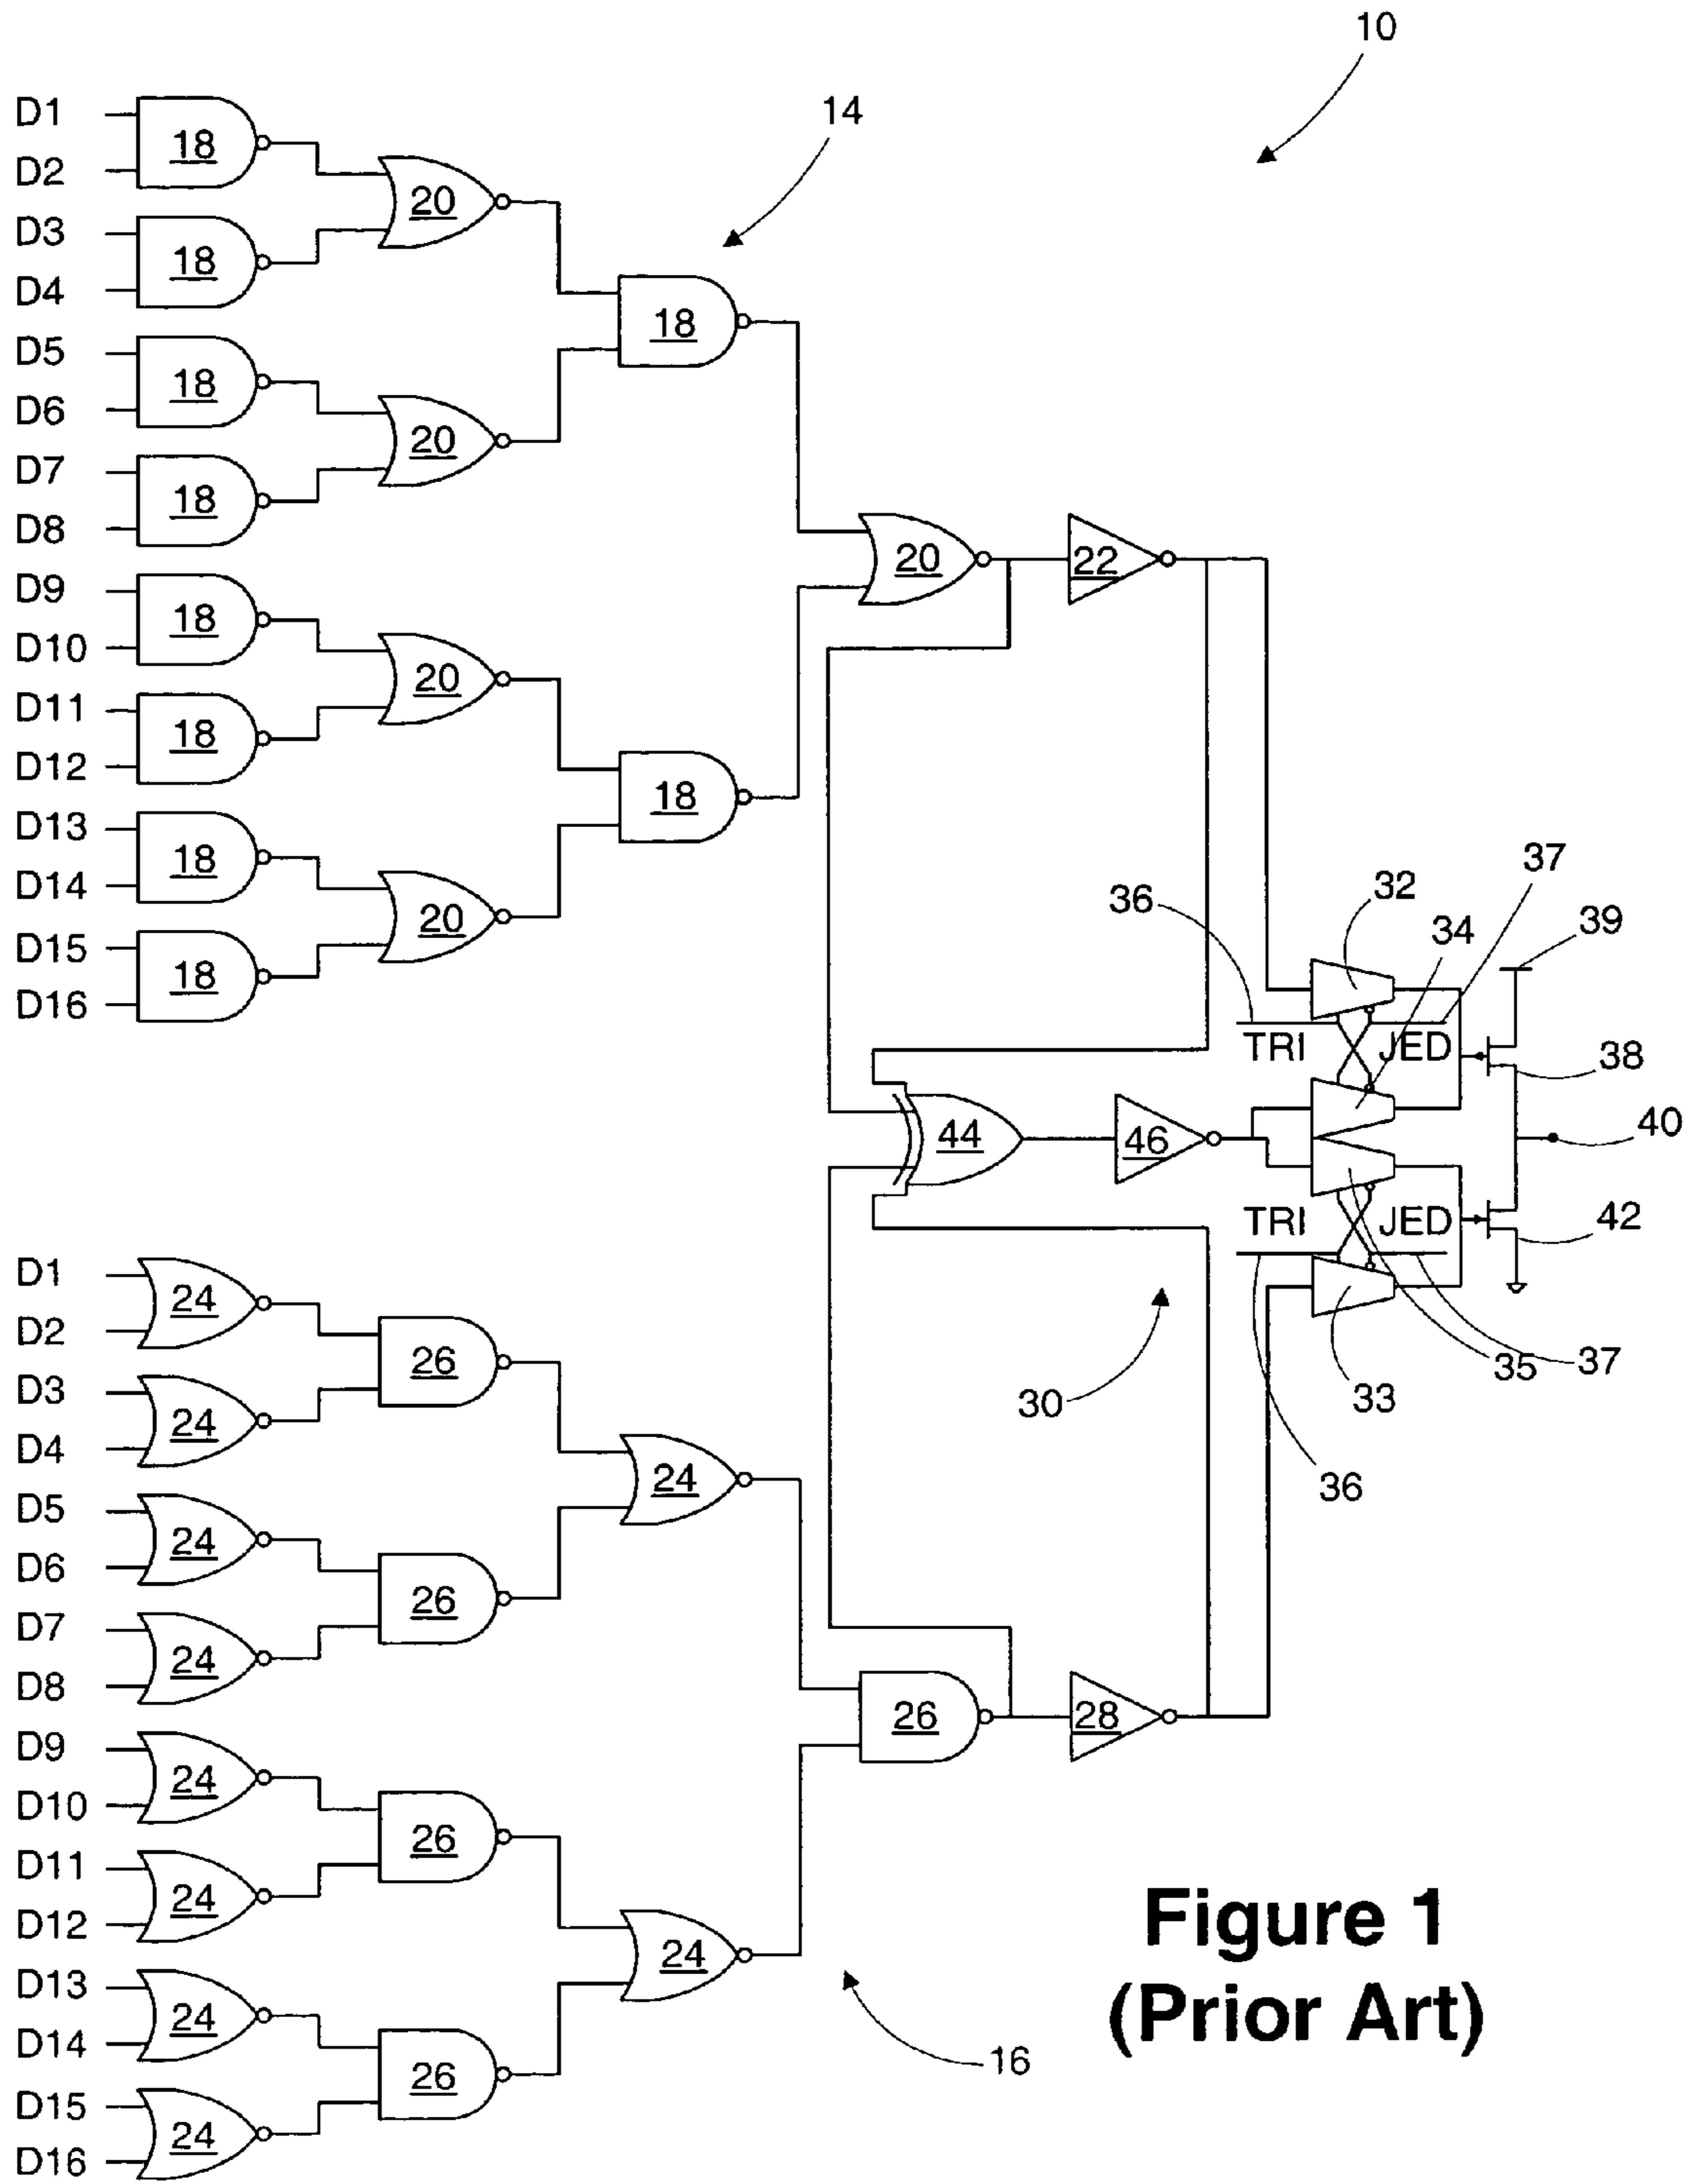 10
14
D1
D2
D3
D4
D5
D6
D7
D8
D9
D10
D11
D12
D13
D14
D15
D16
18
18
18
18
18
18
18
18
20
20
20
20
18
18
20
22
36
32
37
34
39
TRI JED
38
44
46
40
TRI JED
42
30
33
35
37
36
D1
D2
D3
D4
D5
D6
D7
D8
D9
D10
D11
D12
D13
D14
D15
D16
24
24
24
24
24
24
24
24
26
26
26
26
24
24
26
28
16
Figure 1
(Prior Art)